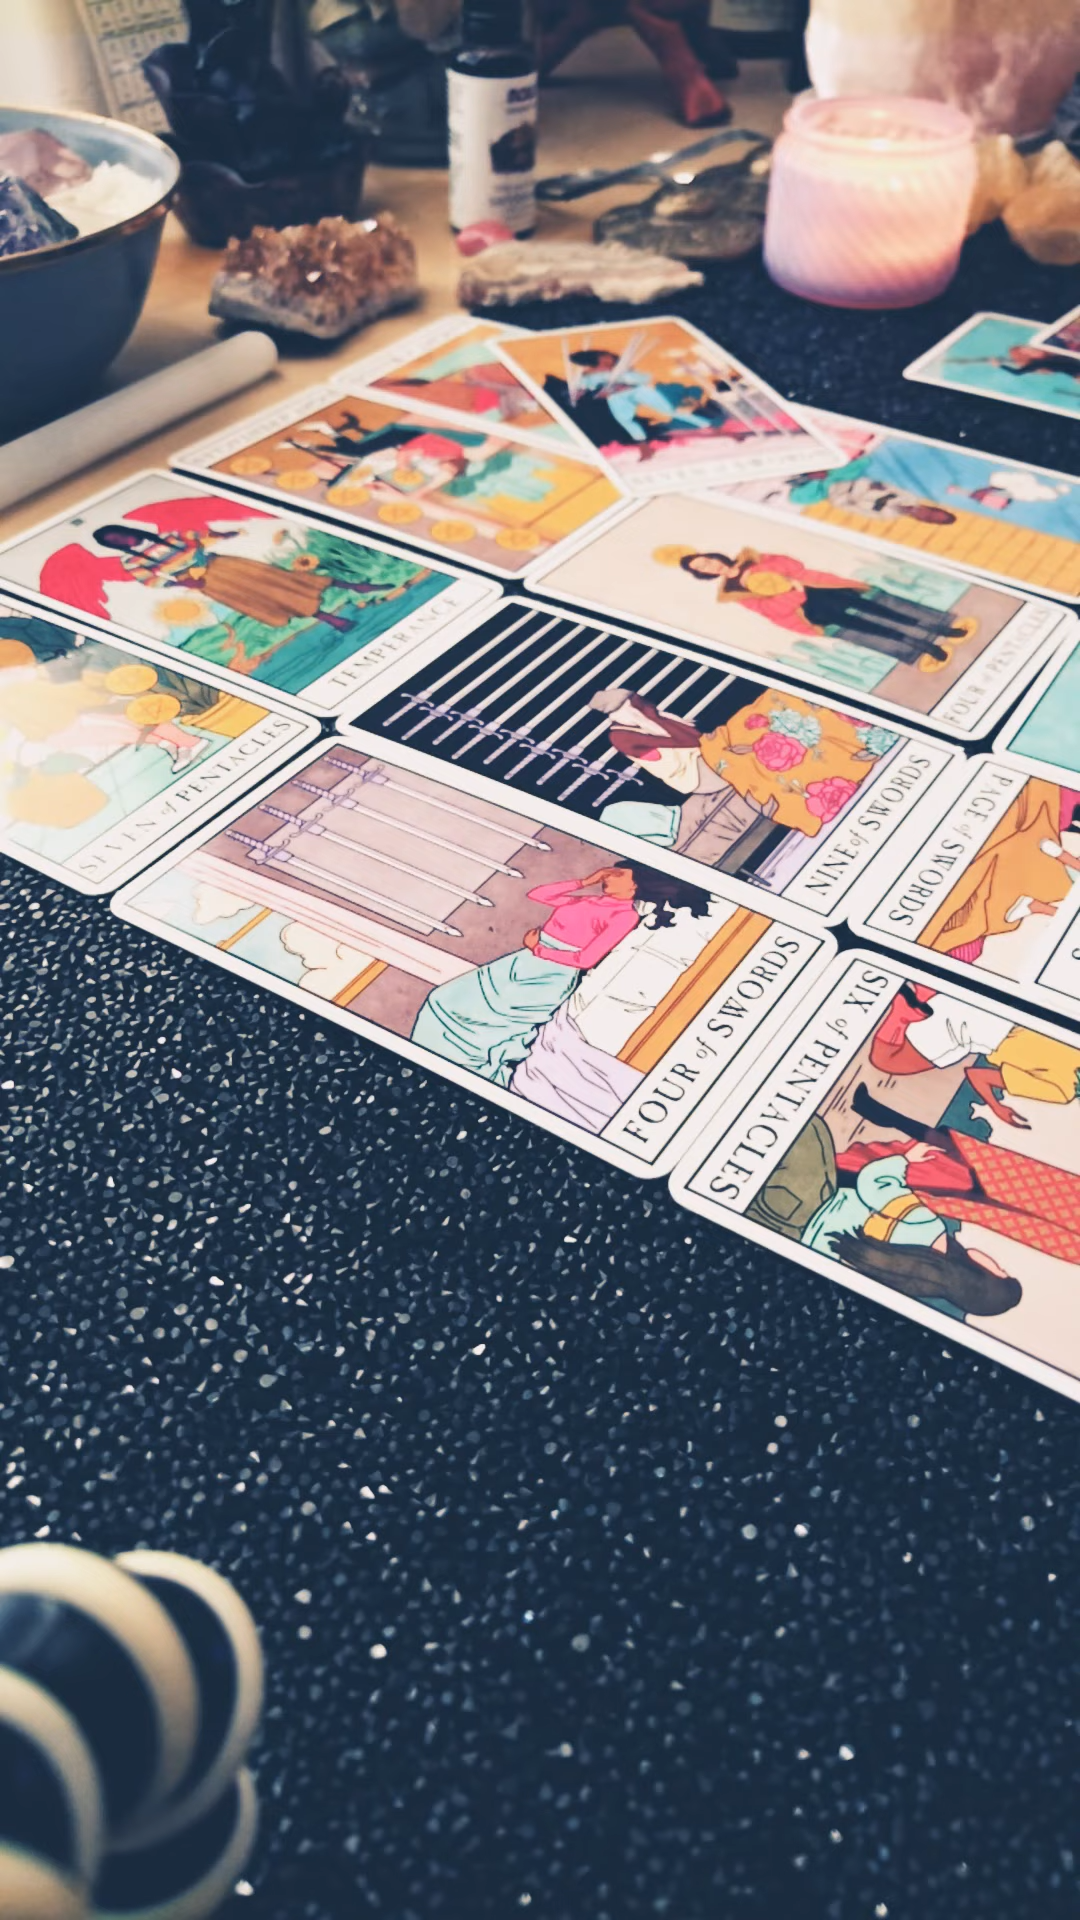 now
TEMPERANCE
FOUR of PENTACLES
SEVEN of PENTACLES
NINE of SWORDS
PAGE of SWORDS
FOUR of SWORDS
SIX of PENTACLES